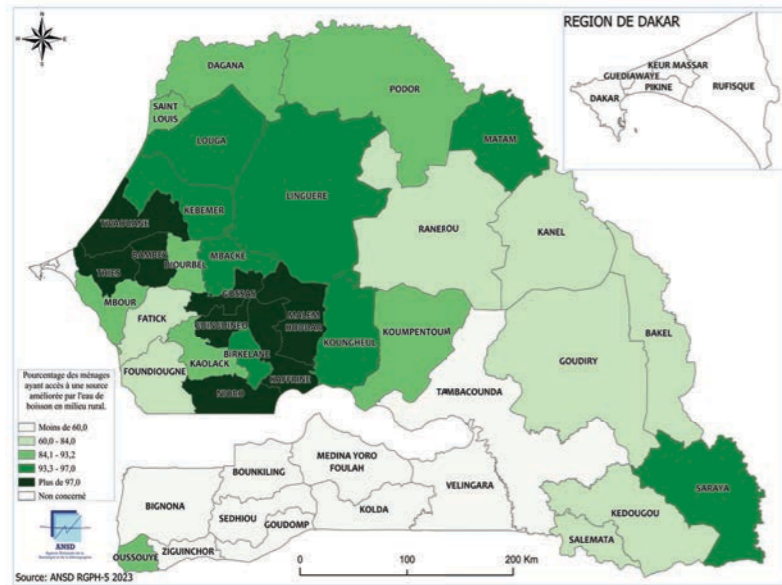 REGION DE DAKAR
KEUR MASSAR
GUEDIAWAYE
RUFISQUE
PIKINE
DAKAR
N
DAGANA
PODOR
SAINT
LOUIS
MATAM
LOUGA
LINGUERE
KEBEMER
RANEROU
KANEL
TIVAOUANE
BAMBEY
MBACKE
DIOURBEL
THIES
GOSSAS
MBOUR
MALEM
HODDAR
BAKEL
FATICK
GUINGUINEO
KOUNGHEUL
KOUMPENTOUM
BIRKELANE
GOUDIRY
KAOLACK
FOUNDIOUGNE
KAFFRINE
TAMBACOUNDA
NIORO
Pourcentage des ménages
ayant accès à une source
améliorée par l'eau de
boisson en milieu rural.
Moins de 60,0
60,0 - 84,0
84,1 - 93,2
93,3 - 97,0
Plus de 97,0
Non concerné
MEDINA YORO
FOULAH
BOUNKILING
VELINGARA
SARAYA
BIGNONA
KEDOUGOU
SEDHIOU
KOLDA
GOUDOMP
SALEMATA
ZIGUINCHOR
OUSSOUYE
ANSD
0 100 200 Km
Source: ANSD RGPH-5 2023